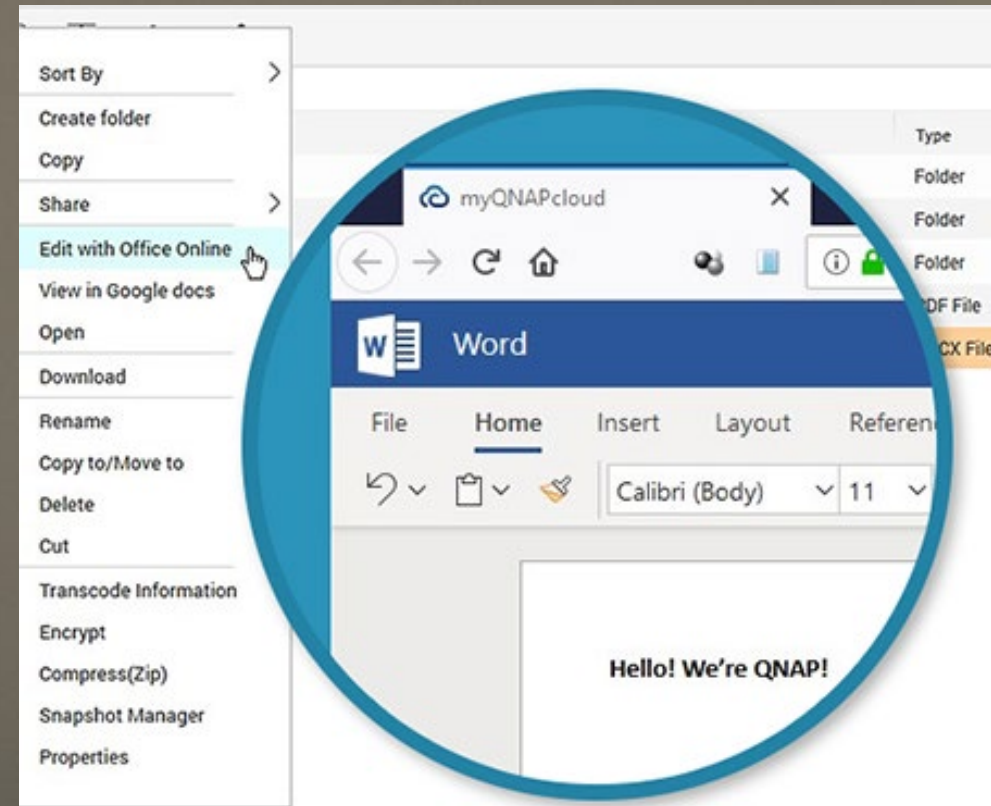 Sort By
Create folder
Copy
Share
Edit with Office Online
View in Google docs
Open
Download
Rename
Copy to/Move to
Delete
Cut
Transcode Information
Encrypt
Compress(Zip)
Snapshot Manager
Properties
myQNAPcloud
W
Word
File Home Insert Layout
Calibri (Body) 11
Hello! We're QNAP!
Type
Folder
Folder
Folder
File
File